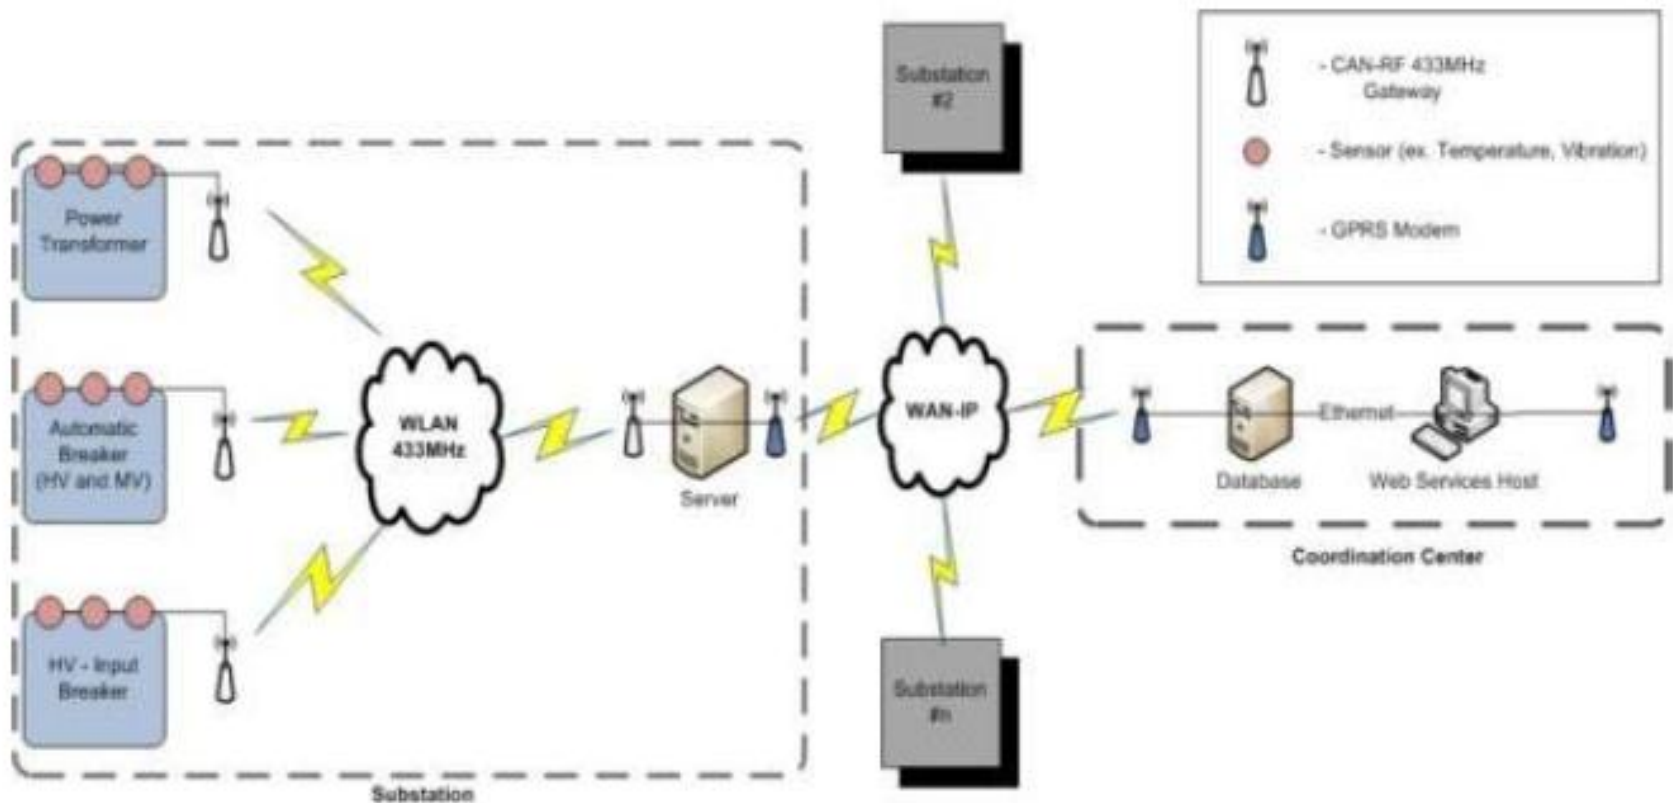 Substation
#2
- CAN-RF 433MHz
Gateway
- Sensor (ex. Temperature, Vibration)
- GPRS Modem
Power
Transformer
Automatic
Breaker
(HV and MV)
HV - Input
Breaker
WLAN
433MHz
Server
Substation
WAN-IP
Substation
#n
Ethernet
Database
Web Services Host
Coordination Center